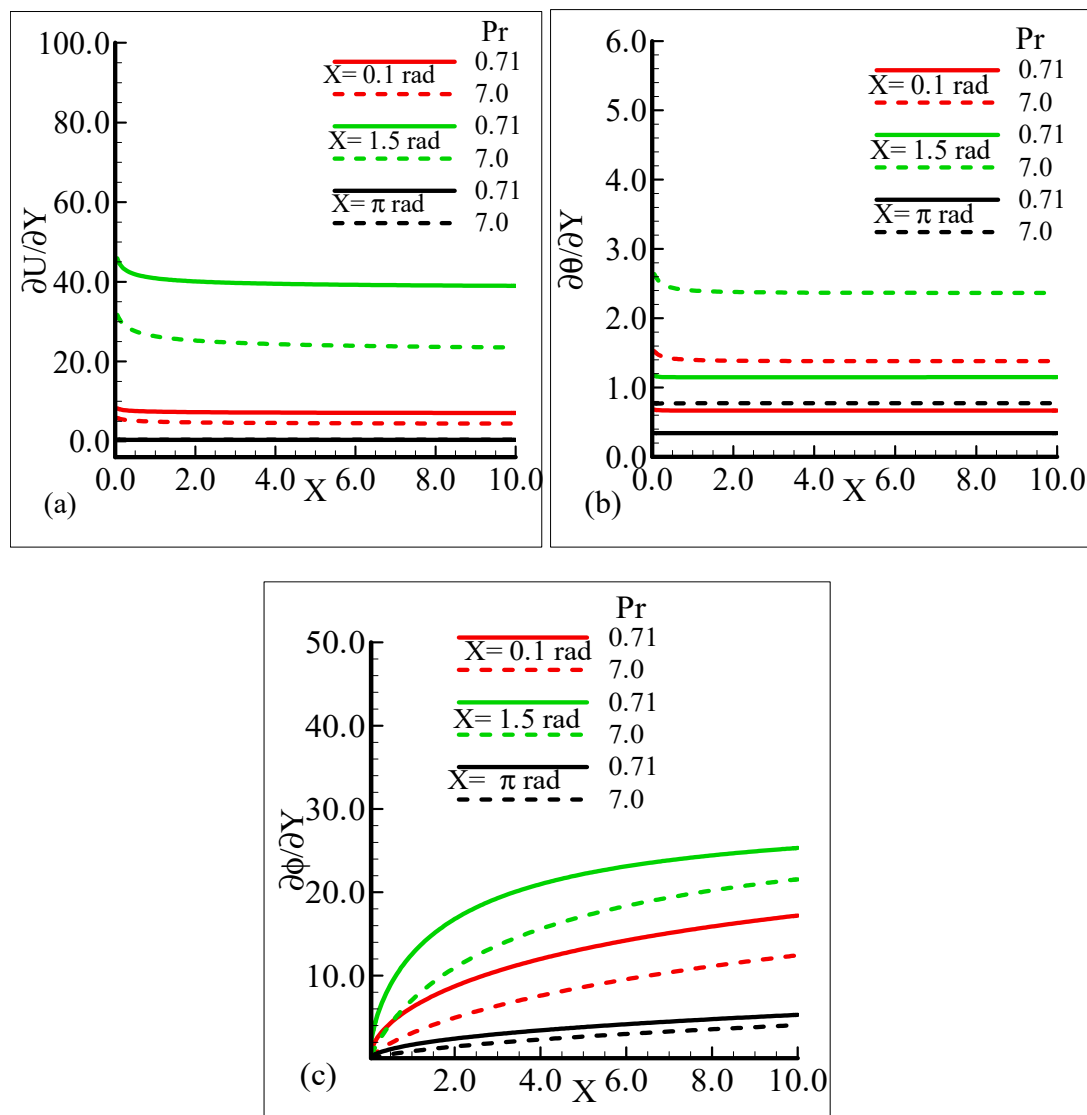 Pr
100.0
0.71
X= 0.1 rad
7.0
80.0
0.71
X= 1.5 rad
7.0
60.0
0.71
X= π rad
7.0
∂U/∂Y
40.0
20.0
0.0
0.0 2.0 4.0 6.0 8.0 10.0
X
(a)
Pr
6.0
0.71
X= 0.1 rad
7.0
5.0
0.71
X= 1.5 rad
7.0
4.0
0.71
X= π rad
7.0
∂θ/∂Y
3.0
2.0
1.0
0.0
0.0 2.0 4.0 6.0 8.0 10.0
X
(b)
Pr
50.0
0.71
X= 0.1 rad
7.0
0.71
X= 1.5 rad
7.0
40.0
0.71
X= π rad
7.0
30.0
∂ϕ/∂Y
20.0
10.0
2.0 4.0 6.0 8.0 10.0
X
(c)